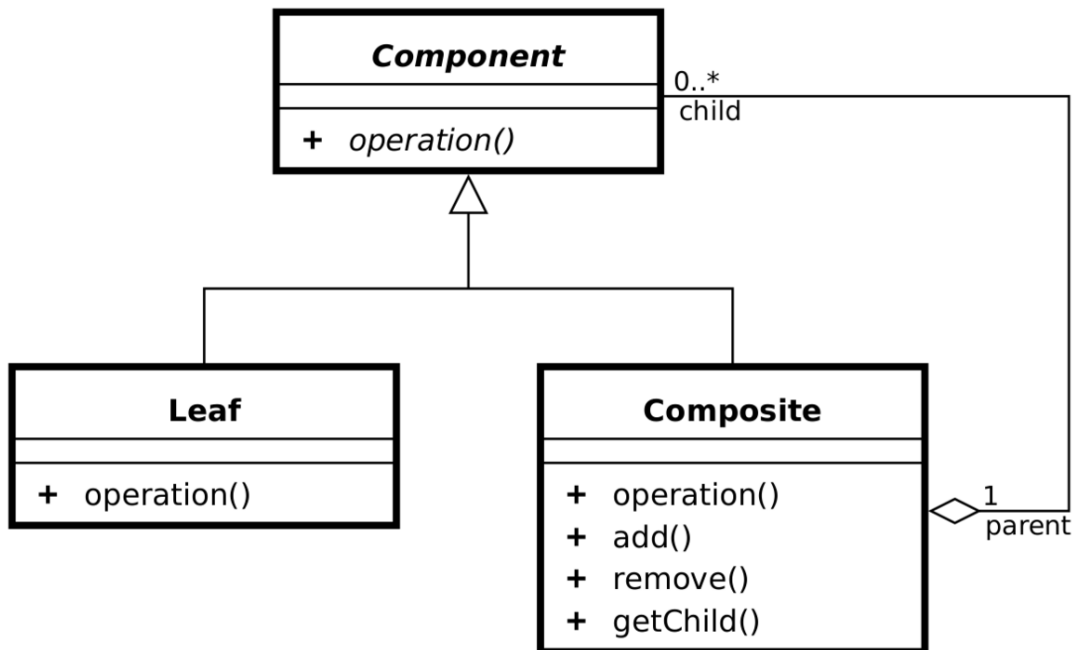 Component
+ operation()
0..*
child
Leaf
+ operation()
Composite
+ operation()
+ add()
+ remove()
+ getChild()
1
parent